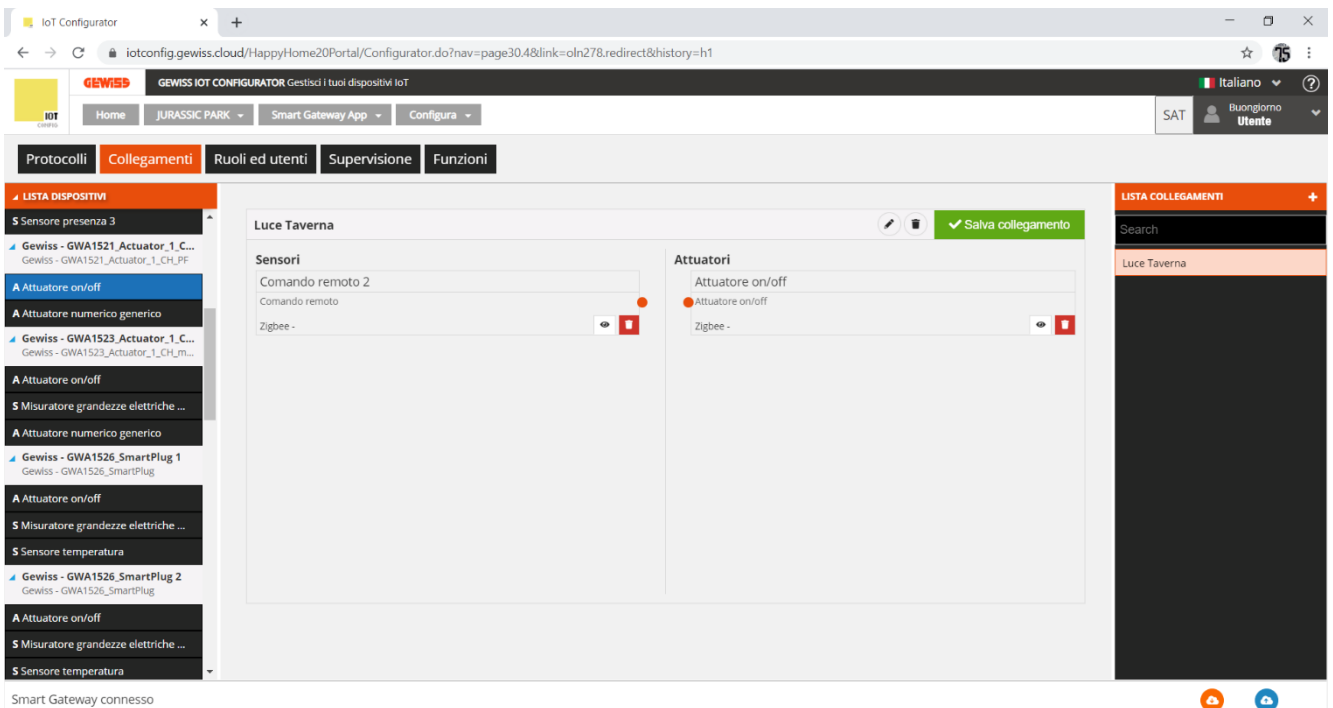 IoT Configurator
iotconfig.gewiss.cloud/HappyHome20Portal/Configurator.do?nav=page30.4&link=oln278.redirect&history=h1
GEWISS
GEWISS IOT CONFIGURATOR Gestisci i tuoi dispositivi IoT
Italiano
IOT
Home
JURASSIC PARK
Smart Gateway App
Configura
SAT
Buongiorno
Utente
Protocolli
Collegamenti
Ruoli ed utenti
Supervisione
Funzioni
LISTA DISPOSITIVI
S Sensore presenza 3
Gewiss - GWA1521_Actuator_1_C...
Gewiss - GWA1521_Actuator_1_CH_PF
A Attuatore on/off
A Attuatore numerico generico
Gewiss - GWA1523_Actuator_1_C...
Gewiss - GWA1523_Actuator_1_CH_m...
A Attuatore on/off
S Misuratore grandezze elettriche ...
A Attuatore numerico generico
Gewiss - GWA1526_SmartPlug 1
Gewiss - GWA1526_SmartPlug
A Attuatore on/off
S Misuratore grandezze elettriche ...
S Sensore temperatura
Gewiss - GWA1526_SmartPlug 2
Gewiss - GWA1526_SmartPlug
A Attuatore on/off
S Misuratore grandezze elettriche ...
S Sensore temperatura
Luce Taverna
Salva collegamento
Sensori
Comando remoto 2
Comando remoto
Zigbee -
Attuatori
Attuatore on/off
Attuatore on/off
Zigbee -
LISTA COLLEGAMENTI
Search
Luce Taverna
Smart Gateway connesso